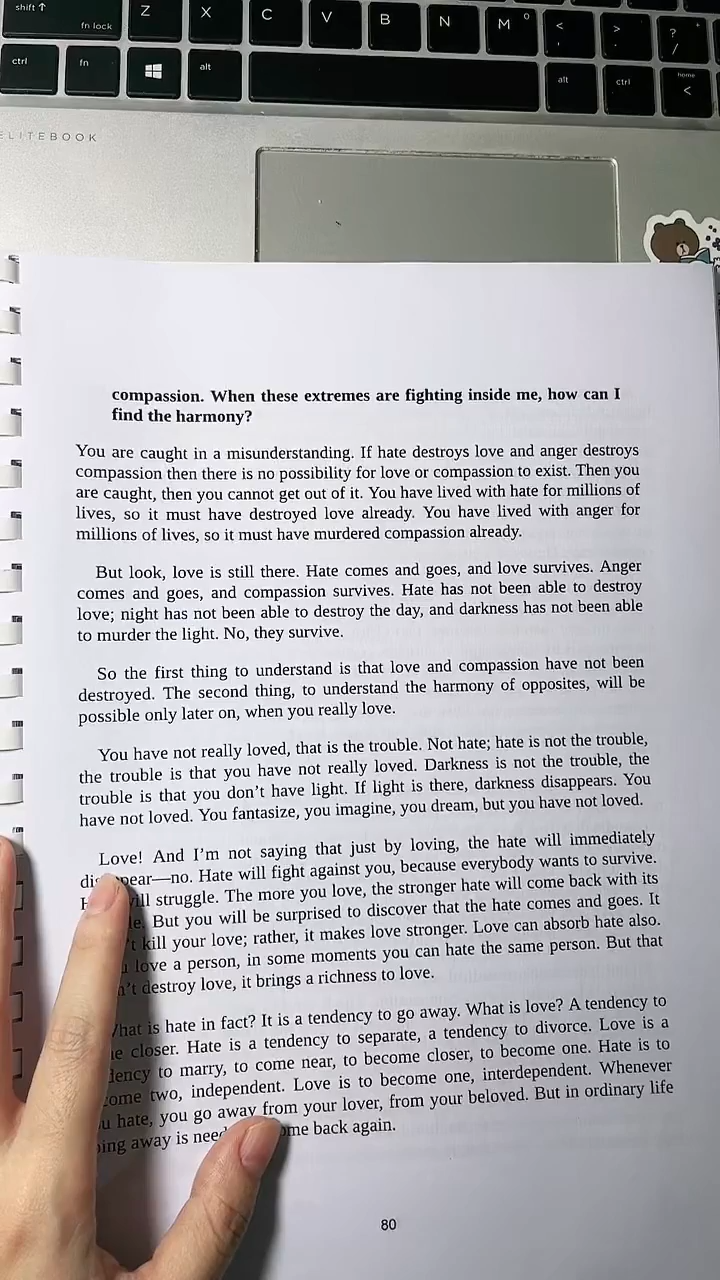 shift ↑
fn lock
Z X C V B N M < > ? /
ctrl fn alt alt ctrl home <
ELITEBOOK
compassion. When these extremes are fighting inside me, how can I
find the harmony?
You are caught in a misunderstanding. If hate destroys love and anger destroys
compassion then there is no possibility for love or compassion to exist. Then you
are caught, then you cannot get out of it. You have lived with hate for millions of
lives, so it must have destroyed love already. You have lived with anger for
millions of lives, so it must have murdered compassion already.
But look, love is still there. Hate comes and goes, and love survives. Anger
comes and goes, and compassion survives. Hate has not been able to destroy
love; night has not been able to destroy the day, and darkness has not been able
to murder the light. No, they survive.
So the first thing to understand is that love and compassion have not been
destroyed. The second thing, to understand the harmony of opposites, will be
possible only later on, when you really love.
You have not really loved, that is the trouble. Not hate; hate is not the trouble,
the trouble is that you have not really loved. Darkness is not the trouble, the
trouble is that you don't have light. If light is there, darkness disappears. You
have not loved. You fantasize, you imagine, you dream, but you have not loved.
Love! And I'm not saying that just by loving, the hate will immediately
—no. Hate will fight against you, because everybody wants to survive.
struggle. The more you love, the stronger hate will come back with its
But you will be surprised to discover that the hate comes and goes. It
kill your love; rather, it makes love stronger. Love can absorb hate also.
love a person, in some moments you can hate the same person. But that
destroy love, it brings a richness to love.
hat is hate in fact? It is a tendency to go away. What is love? A tendency to
closer. Hate is a tendency to separate, a tendency to divorce. Love is a
dency to marry, to come near, to become closer, to become one. Hate is to
ome two, independent. Love is to become one, interdependent. Whenever
u hate, you go away from your lover, from your beloved. But in ordinary life
ing away is me back again.
80